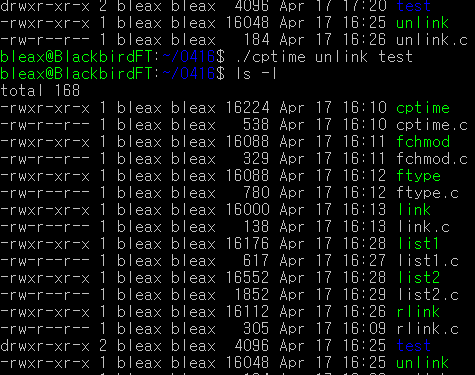 drwxr-xr-x 2 bleax bleax 4096 Apr 17 17:20 test
-rwxr-xr-x 1 bleax bleax 16048 Apr 17 16:25 unlink
-rw-r--r-- 1 bleax bleax 184 Apr 17 16:26 unlink.c
bleax@BlackbirdFT:~/0416$ ./cptime unlink test
bleax@BlackbirdFT:~/0416$ ls -l
total 168
-rwxr-xr-x 1 bleax bleax 16224 Apr 17 16:10 cptime
-rw-r--r-- 1 bleax bleax 538 Apr 17 16:10 cptime.c
-rwxr-xr-x 1 bleax bleax 16088 Apr 17 16:11 fchmod
-rw-r--r-- 1 bleax bleax 329 Apr 17 16:11 fchmod.c
-rwxr-xr-x 1 bleax bleax 16088 Apr 17 16:12 ftype
-rw-r--r-- 1 bleax bleax 780 Apr 17 16:12 ftype.c
-rwxr-xr-x 1 bleax bleax 16000 Apr 17 16:13 link
-rw-r--r-- 1 bleax bleax 138 Apr 17 16:13 link.c
-rwxr-xr-x 1 bleax bleax 16176 Apr 17 16:28 list1
-rw-r--r-- 1 bleax bleax 617 Apr 17 16:27 list1.c
-rwxr-xr-x 1 bleax bleax 16552 Apr 17 16:28 list2
-rw-r--r-- 1 bleax bleax 1852 Apr 17 16:29 list2.c
-rwxr-xr-x 1 bleax bleax 16112 Apr 17 16:26 rlink
-rw-r--r-- 1 bleax bleax 305 Apr 17 16:09 rlink.c
drwxr-xr-x 2 bleax bleax 4096 Apr 17 16:25 test
-rwxr-xr-x 1 bleax bleax 16048 Apr 17 16:25 unlink